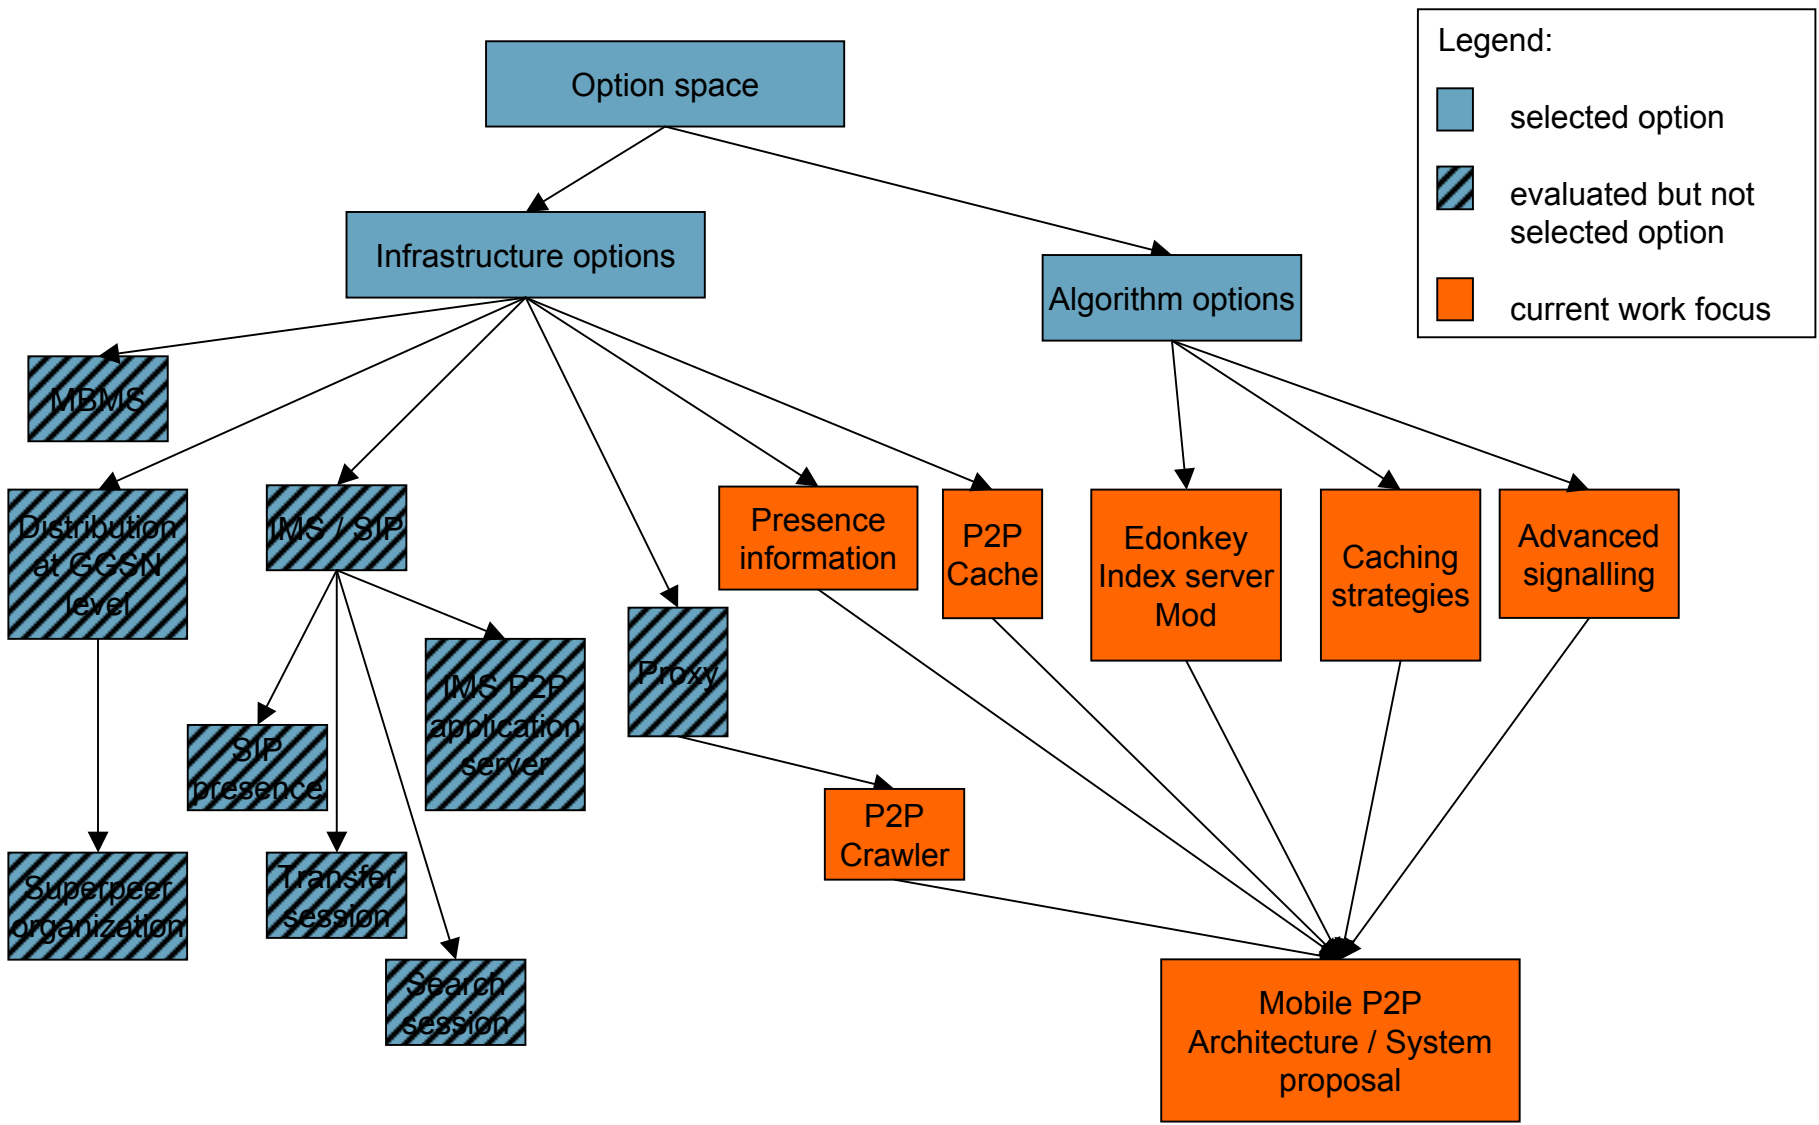 Legend:
Option space
selected option
evaluated but not
selected option
Infrastructure options
Algorithm options
current work focus
MBMS
Distribution
at GGSN
level
IMS / SIP
Presence
information
P2P
Cache
Edonkey
Index server
Mod
Caching
strategies
Advanced
signalling
IMS P2P
application
server
Proxy
SIP
presence
P2P
Crawler
Superpeer
organization
Transfer
session
Search
session
Mobile P2P
Architecture / System
proposal